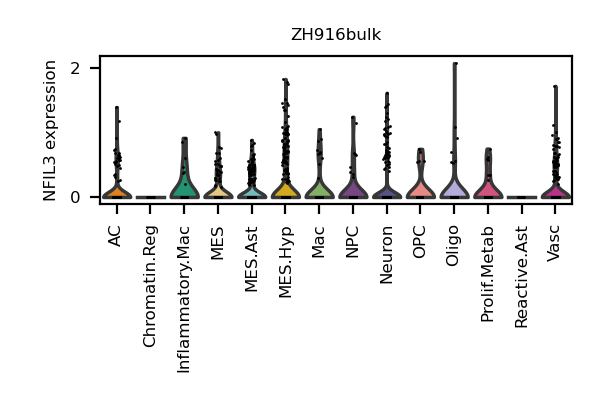 ZH916bulk
NFIL3 expression
2
0
AC
Chromatin.Reg
Inflammatory.Mac
MES
MES.Ast
MES.Hyp
Mac
NPC
Neuron
OPC
Oligo
Prolif.Metab
Reactive.Ast
Vasc